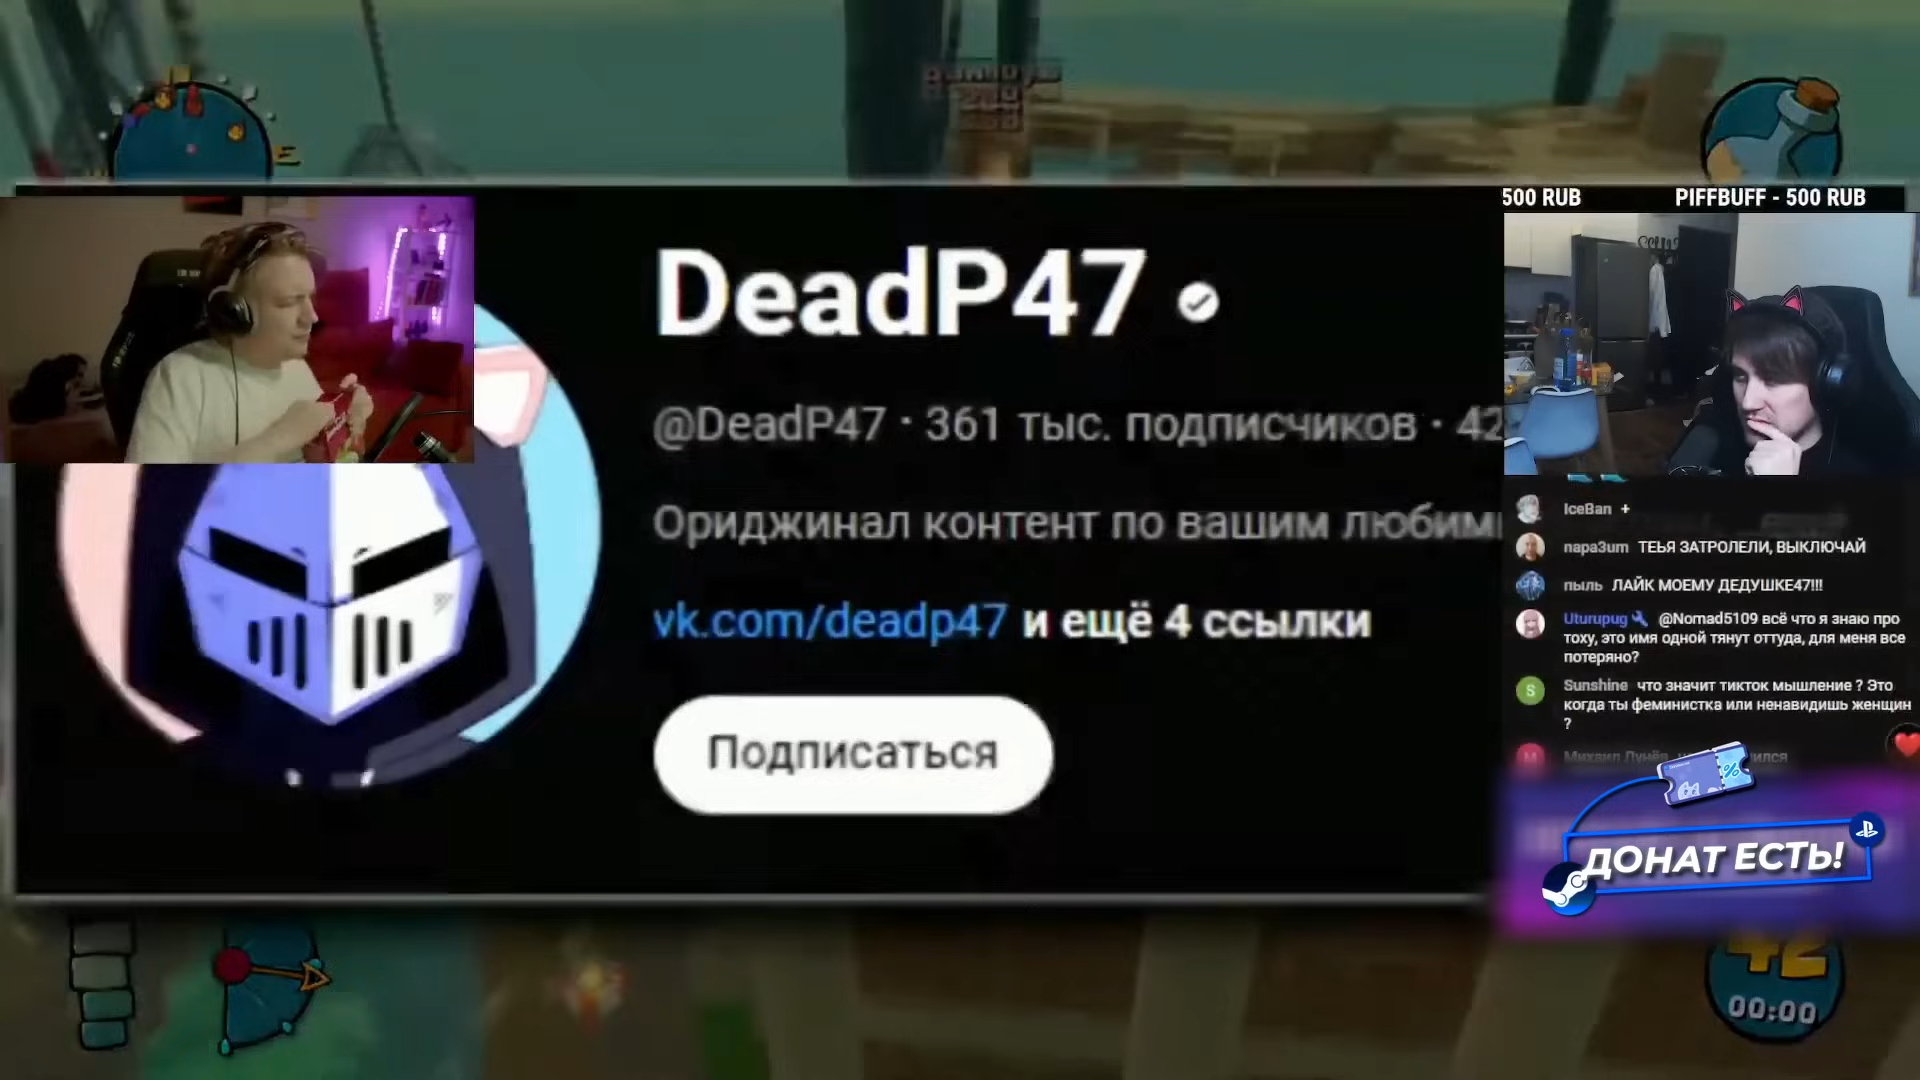 500 RUB
PIFFBUFF - 500 RUB
DeadP47
@DeadP47 · 361 тыс. подписчиков · 42
Ориджинал контент по вашим любим
vk.com/deadp47 и ещё 4 ссылки
Подписаться
IceBan +
napa3um ТЕЬЯ ЗАТРОЛЕЛИ, ВЫКЛЮЧАЙ
пыль ЛАЙК МОЕМУ ДЕДУШКЕ47!!!
Uturupug @Nomad5109 всё что я знаю про
тоху, это имя одной тянут оттуда, для меня все
потеряно?
S
Sunshine что значит тикток мышление ? Это
когда ты феминистка или ненавидишь женщин
?
Михаил Лунёв
%
ДОНАТ ЕСТЬ!
42
00:00